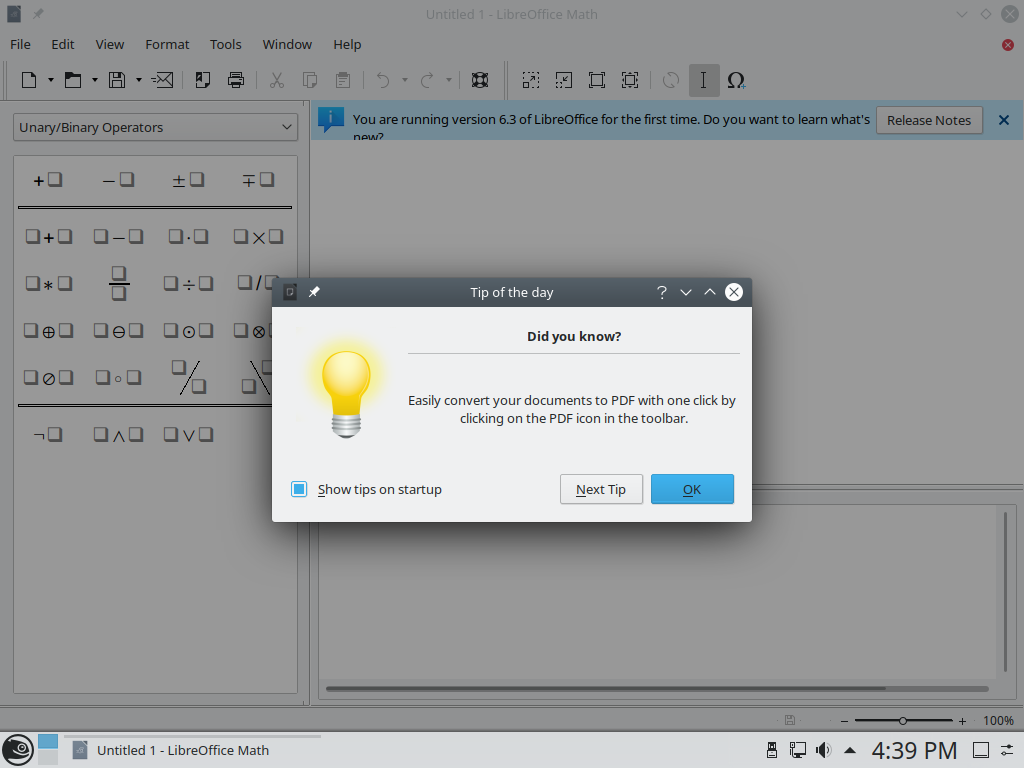 Untitled 1 - LibreOffice Math
File Edit View Format Tools Window Help
Unary/Binary Operators
You are running version 6.3 of LibreOffice for the first time. Do you want to learn what's new?
Release Notes
Tip of the day
Did you know?
Easily convert your documents to PDF with one click by
clicking on the PDF icon in the toolbar.
Show tips on startup
Next Tip
OK
100%
Untitled 1 - LibreOffice Math
4:39 PM